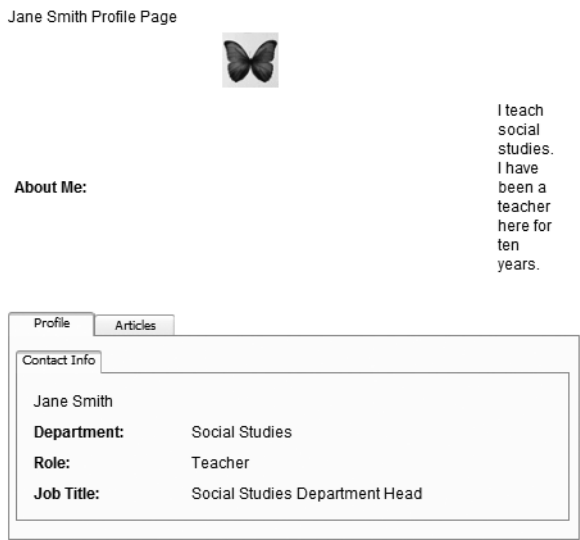 Jane Smith Profile Page
I teach
social
studies.
I have
been a
About Me:
teacher
here for
ten
years.
Profile
Articles
Contact Info
Jane Smith
Department: Social Studies
Role: Teacher
Job Title: Social Studies Department Head